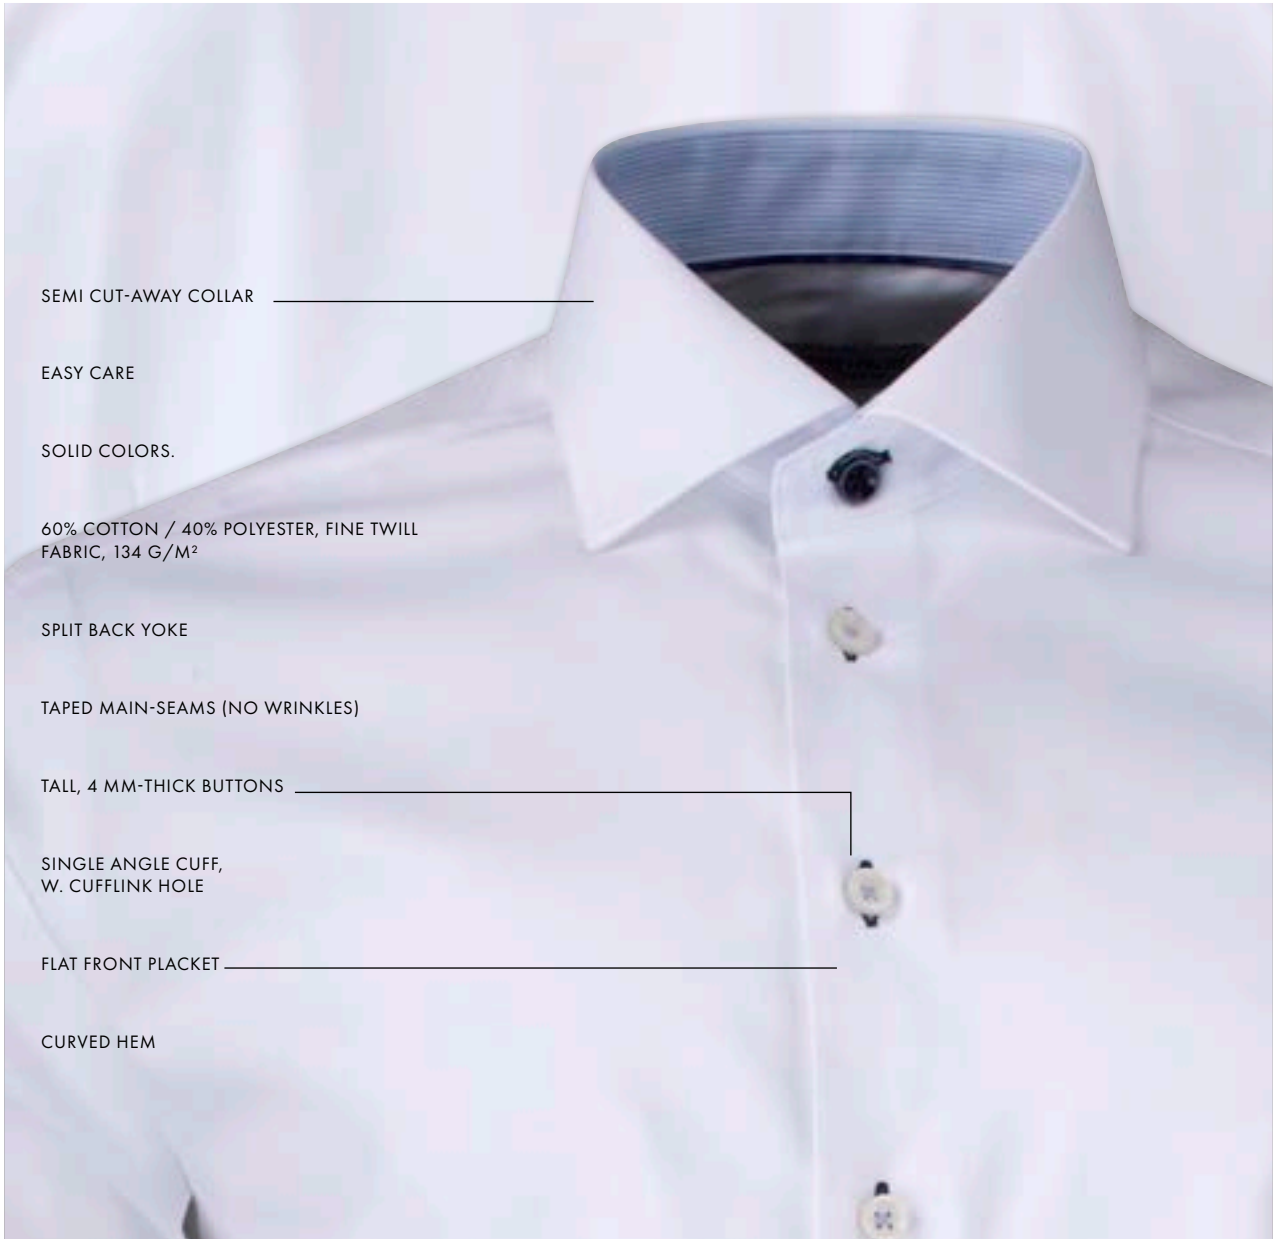 SEMI CUT-AWAY COLLAR
EASY CARE
SOLID COLORS.
60% COTTON / 40% POLYESTER, FINE TWILL
FABRIC, 134 G/M²
SPLIT BACK YOKE
TAPED MAIN-SEAMS (NO WRINKLES)
TALL, 4 MM-THICK BUTTONS
SINGLE ANGLE CUFF,
W. CUFFLINK HOLE
FLAT FRONT PLACKET
CURVED HEM